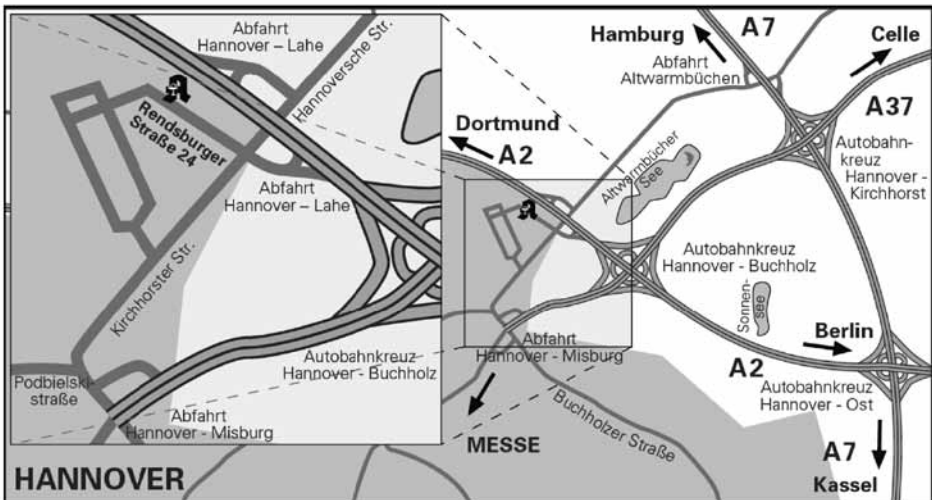 Abfahrt
Hannover – Lahe
Hannoversche Str.
Rendsburger
Straße 24
Abfahrt
Hannover – Lahe
Kirchhorster Str.
Autobahnkreuz
Hannover - Buchholz
Podbielski-
straße
Abfahrt
Hannover - Misburg
HANNOVER
Hamburg
A7
Celle
Abfahrt
Altwarmbüchen
A37
Dortmund
A2
Autobahn-
kreuz
Hannover -
Kirchhorst
Altwarmbücher
See
Autobahnkreuz
Hannover - Buchholz
Sonnen-
see
Berlin
Abfahrt
Hannover - Misburg
A2
Autobahnkreuz
Hannover - Ost
MESSE
Buchholzer Straße
A7
Kassel